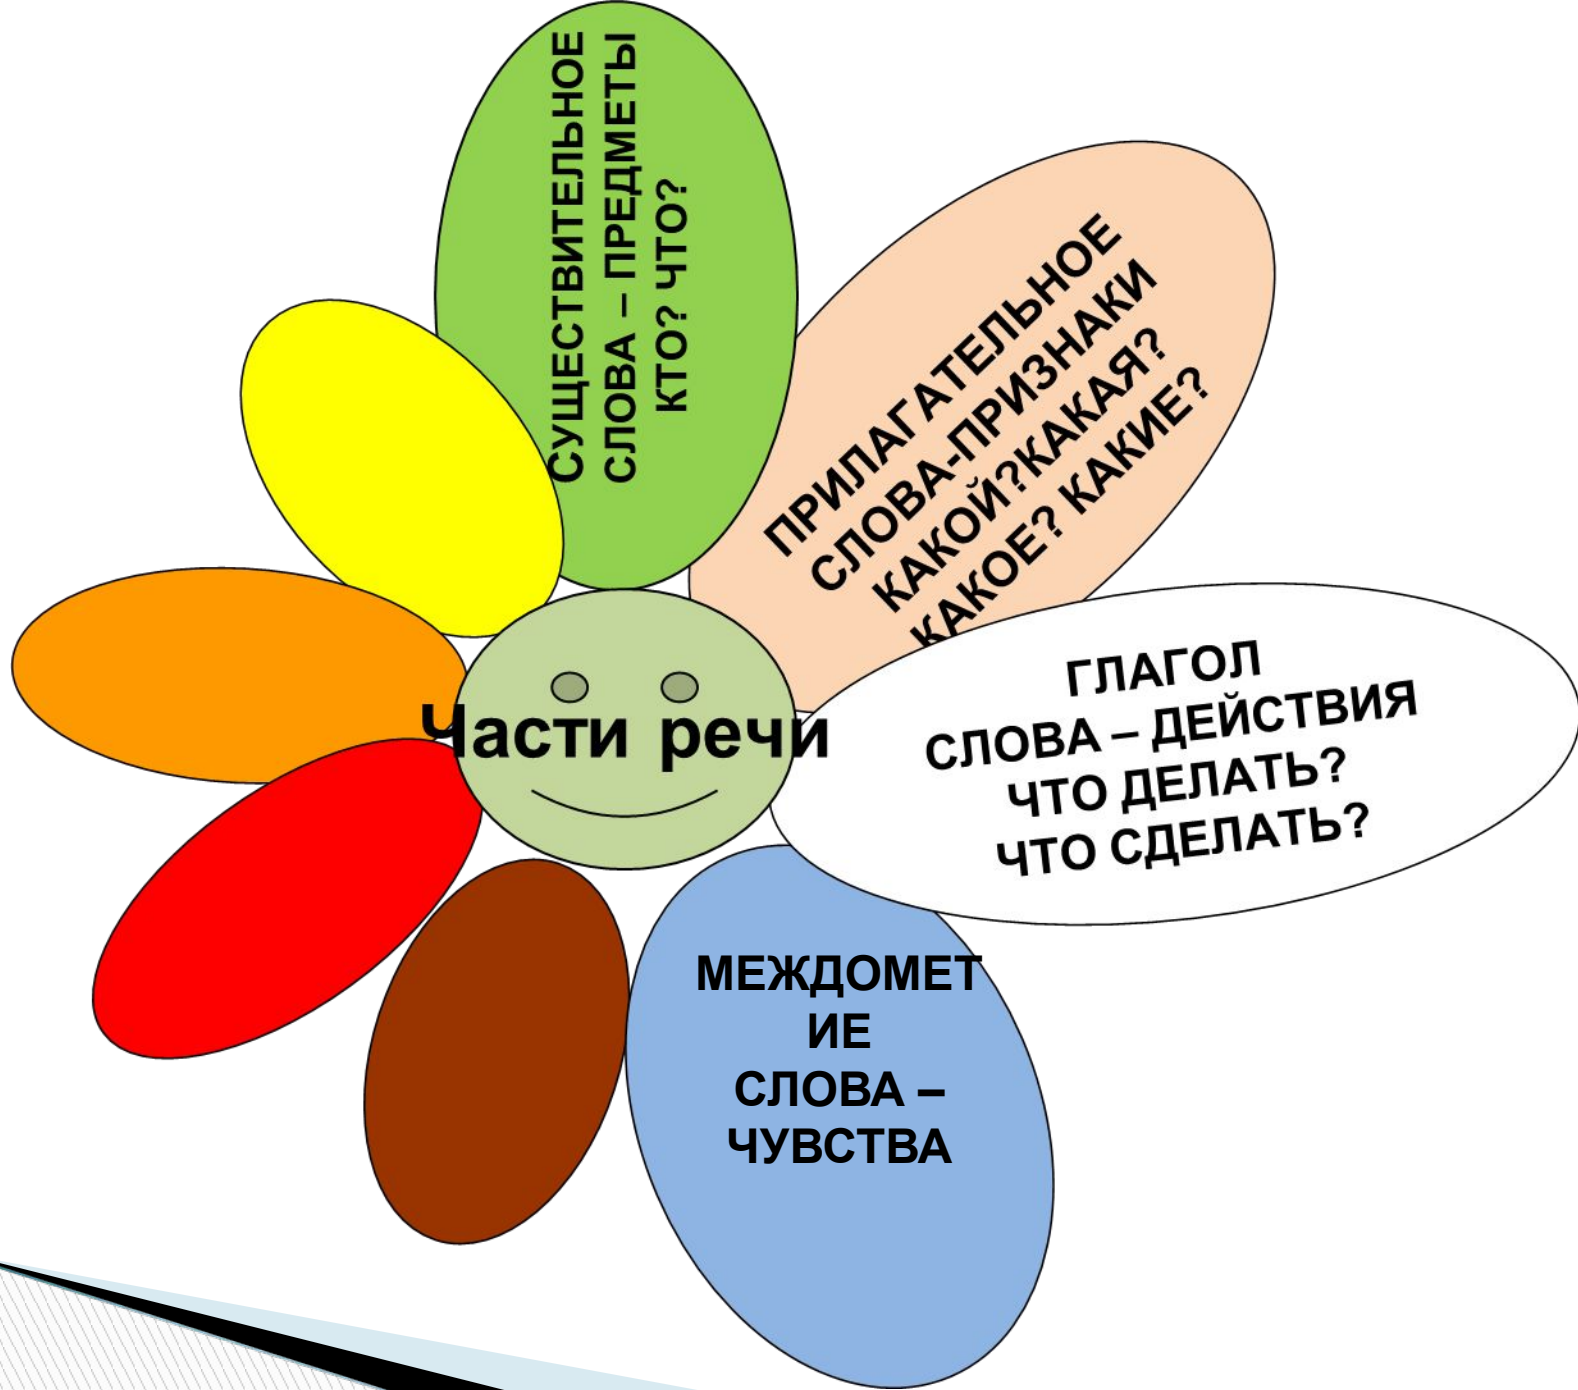 СУЩЕСТВИТЕЛЬНОЕ
СЛОВА – ПРЕДМЕТЫ
КТО? ЧТО?
ПРИЛАГАТЕЛЬНОЕ
СЛОВА-ПРИЗНАКИ
КАКОЙ?КАКАЯ?
КАКОЕ? КАКИЕ?
ГЛАГОЛ
СЛОВА – ДЕЙСТВИЯ
ЧТО ДЕЛАТЬ?
ЧТО СДЕЛАТЬ?
Части речи
МЕЖДОМЕТ
ИЕ
СЛОВА –
ЧУВСТВА